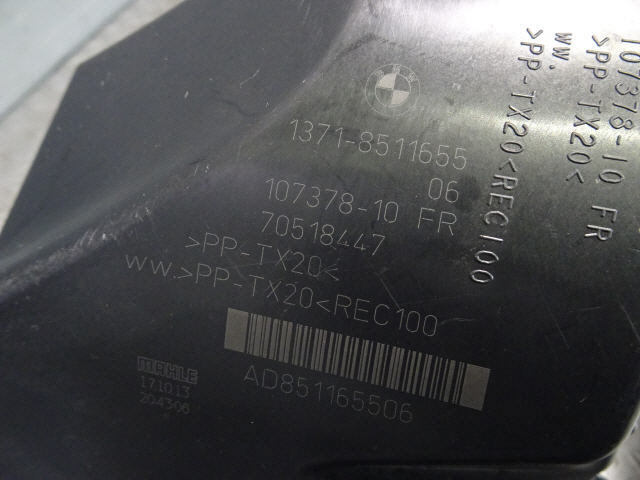 BMW
1371-8511655
06
107378-10 FR
70518447
>PP-TX20<
WW.>PP-TX20<REC100
AD851165506
MAHLE
171013
204306
107378-10 FR
>PP-TX20<
WW.
>PP-TX20<REC100